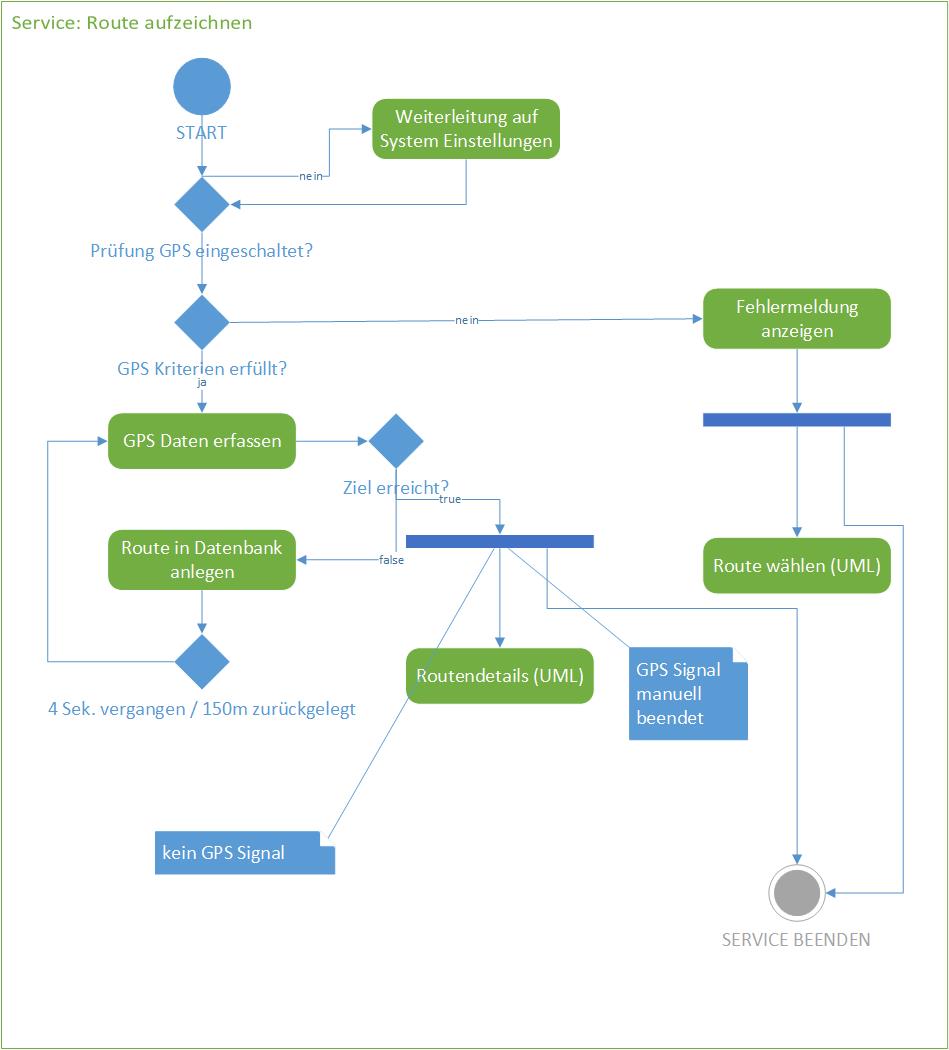 Service: Route aufzeichnen
START
Weiterleitung auf
System Einstellungen
nein
Prüfung GPS eingeschaltet?
Fehlermeldung
anzeigen
nein
GPS Kriterien erfüllt?
ja
GPS Daten erfassen
Ziel erreicht?
true
Route in Datenbank
anlegen
false
Route wählen (UML)
Routendetails (UML)
GPS Signal
manuell
beendet
4 Sek. vergangen / 150m zurückgelegt
kein GPS Signal
SERVICE BEENDEN